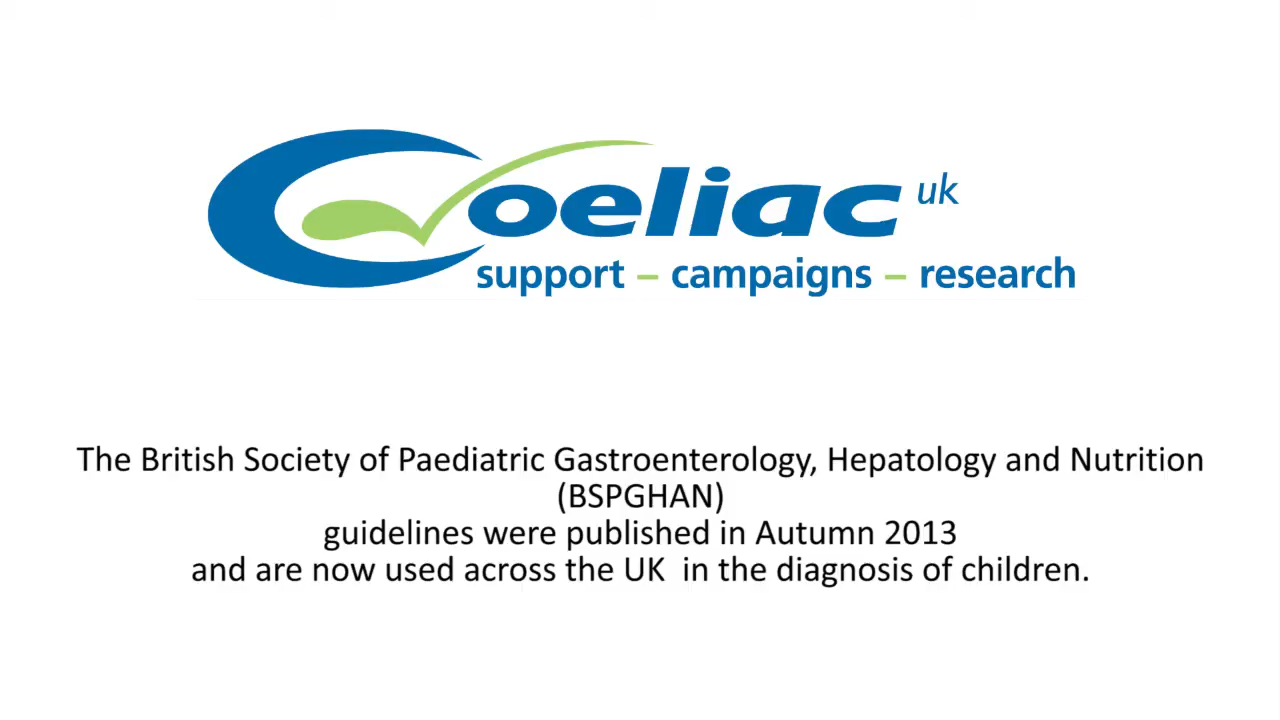 Coeliac uk
support – campaigns – research
The British Society of Paediatric Gastroenterology, Hepatology and Nutrition
(BSPGHAN)
guidelines were published in Autumn 2013
and are now used across the UK  in the diagnosis of children.